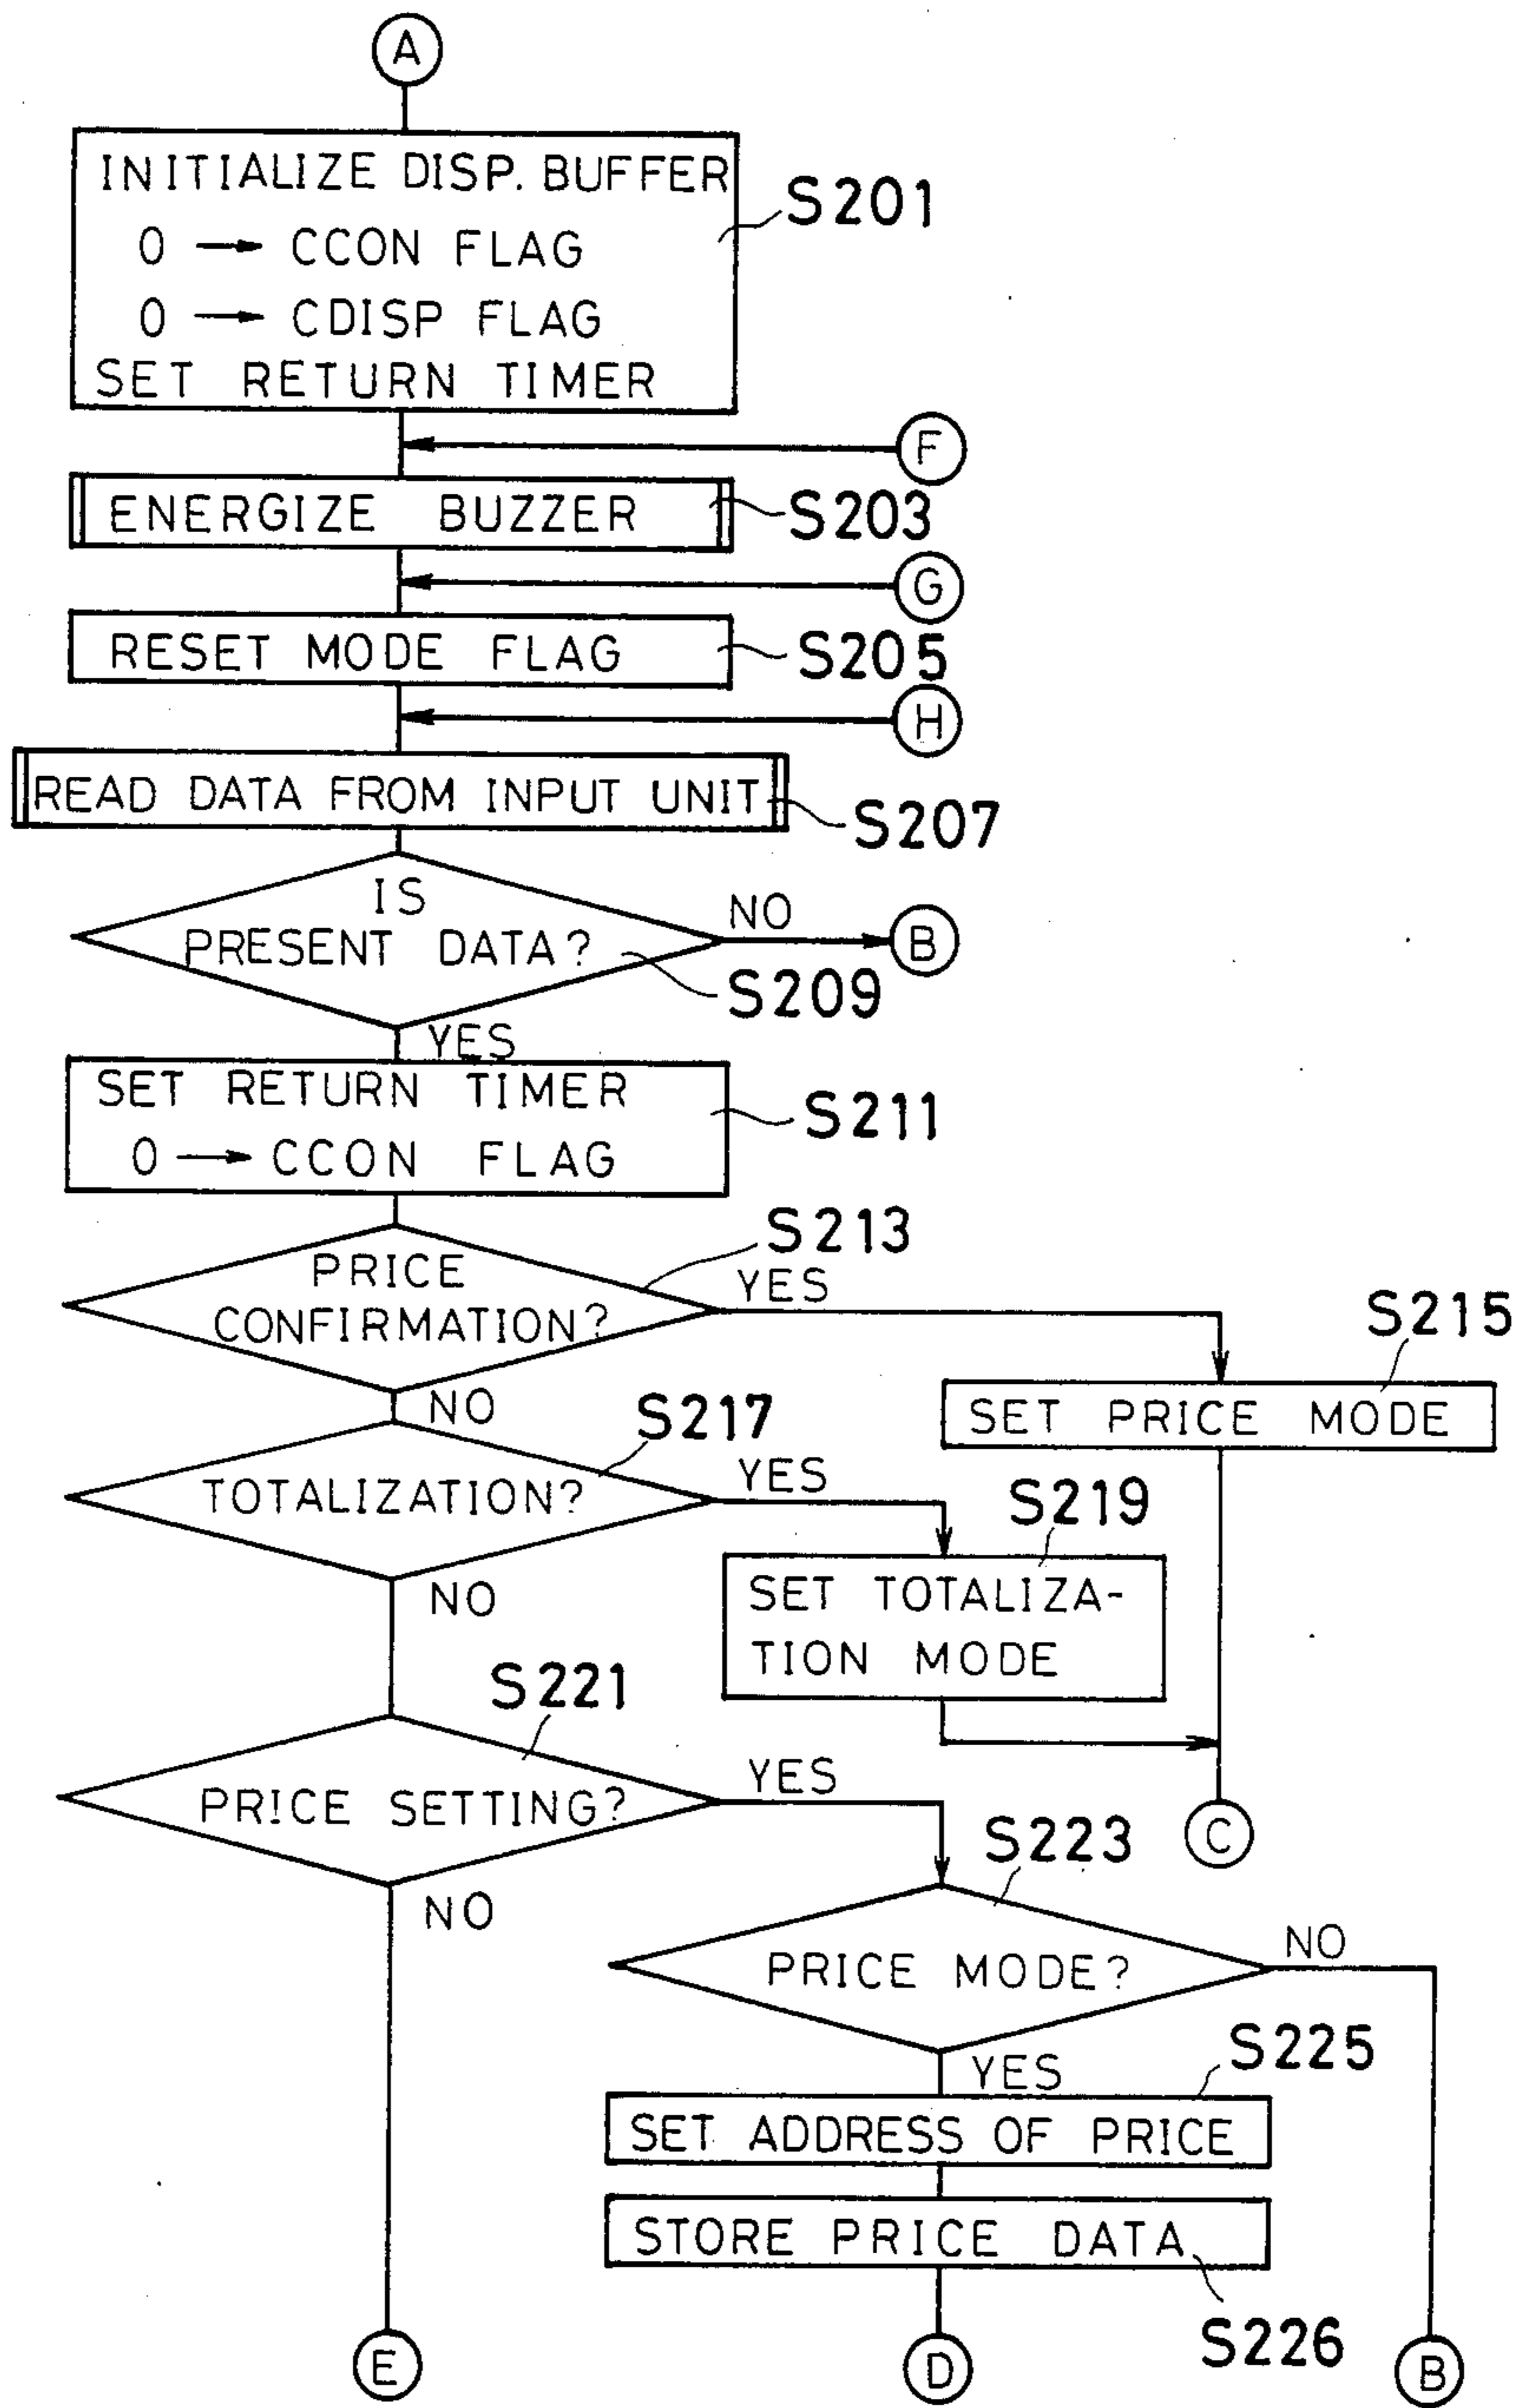 A
INITIALIZE DISP. BUFFER
0 → CCON FLAG
0 → CDISP FLAG
SET RETURN TIMER
S201
F
ENERGIZE BUZZER
S203
G
RESET MODE FLAG
S205
H
READ DATA FROM INPUT UNIT
S207
IS
PRESENT DATA?
NO
B
S209
YES
SET RETURN TIMER
0 → CCON FLAG
S211
S213
PRICE
CONFIRMATION?
YES
S215
SET PRICE MODE
NO
S217
TOTALIZATION?
YES
S219
SET TOTALIZA-
TION MODE
NO
S221
PRICE SETTING?
YES
C
S223
NO
PRICE MODE?
NO
YES
S225
SET ADDRESS OF PRICE
STORE PRICE DATA
S226
E
D
B